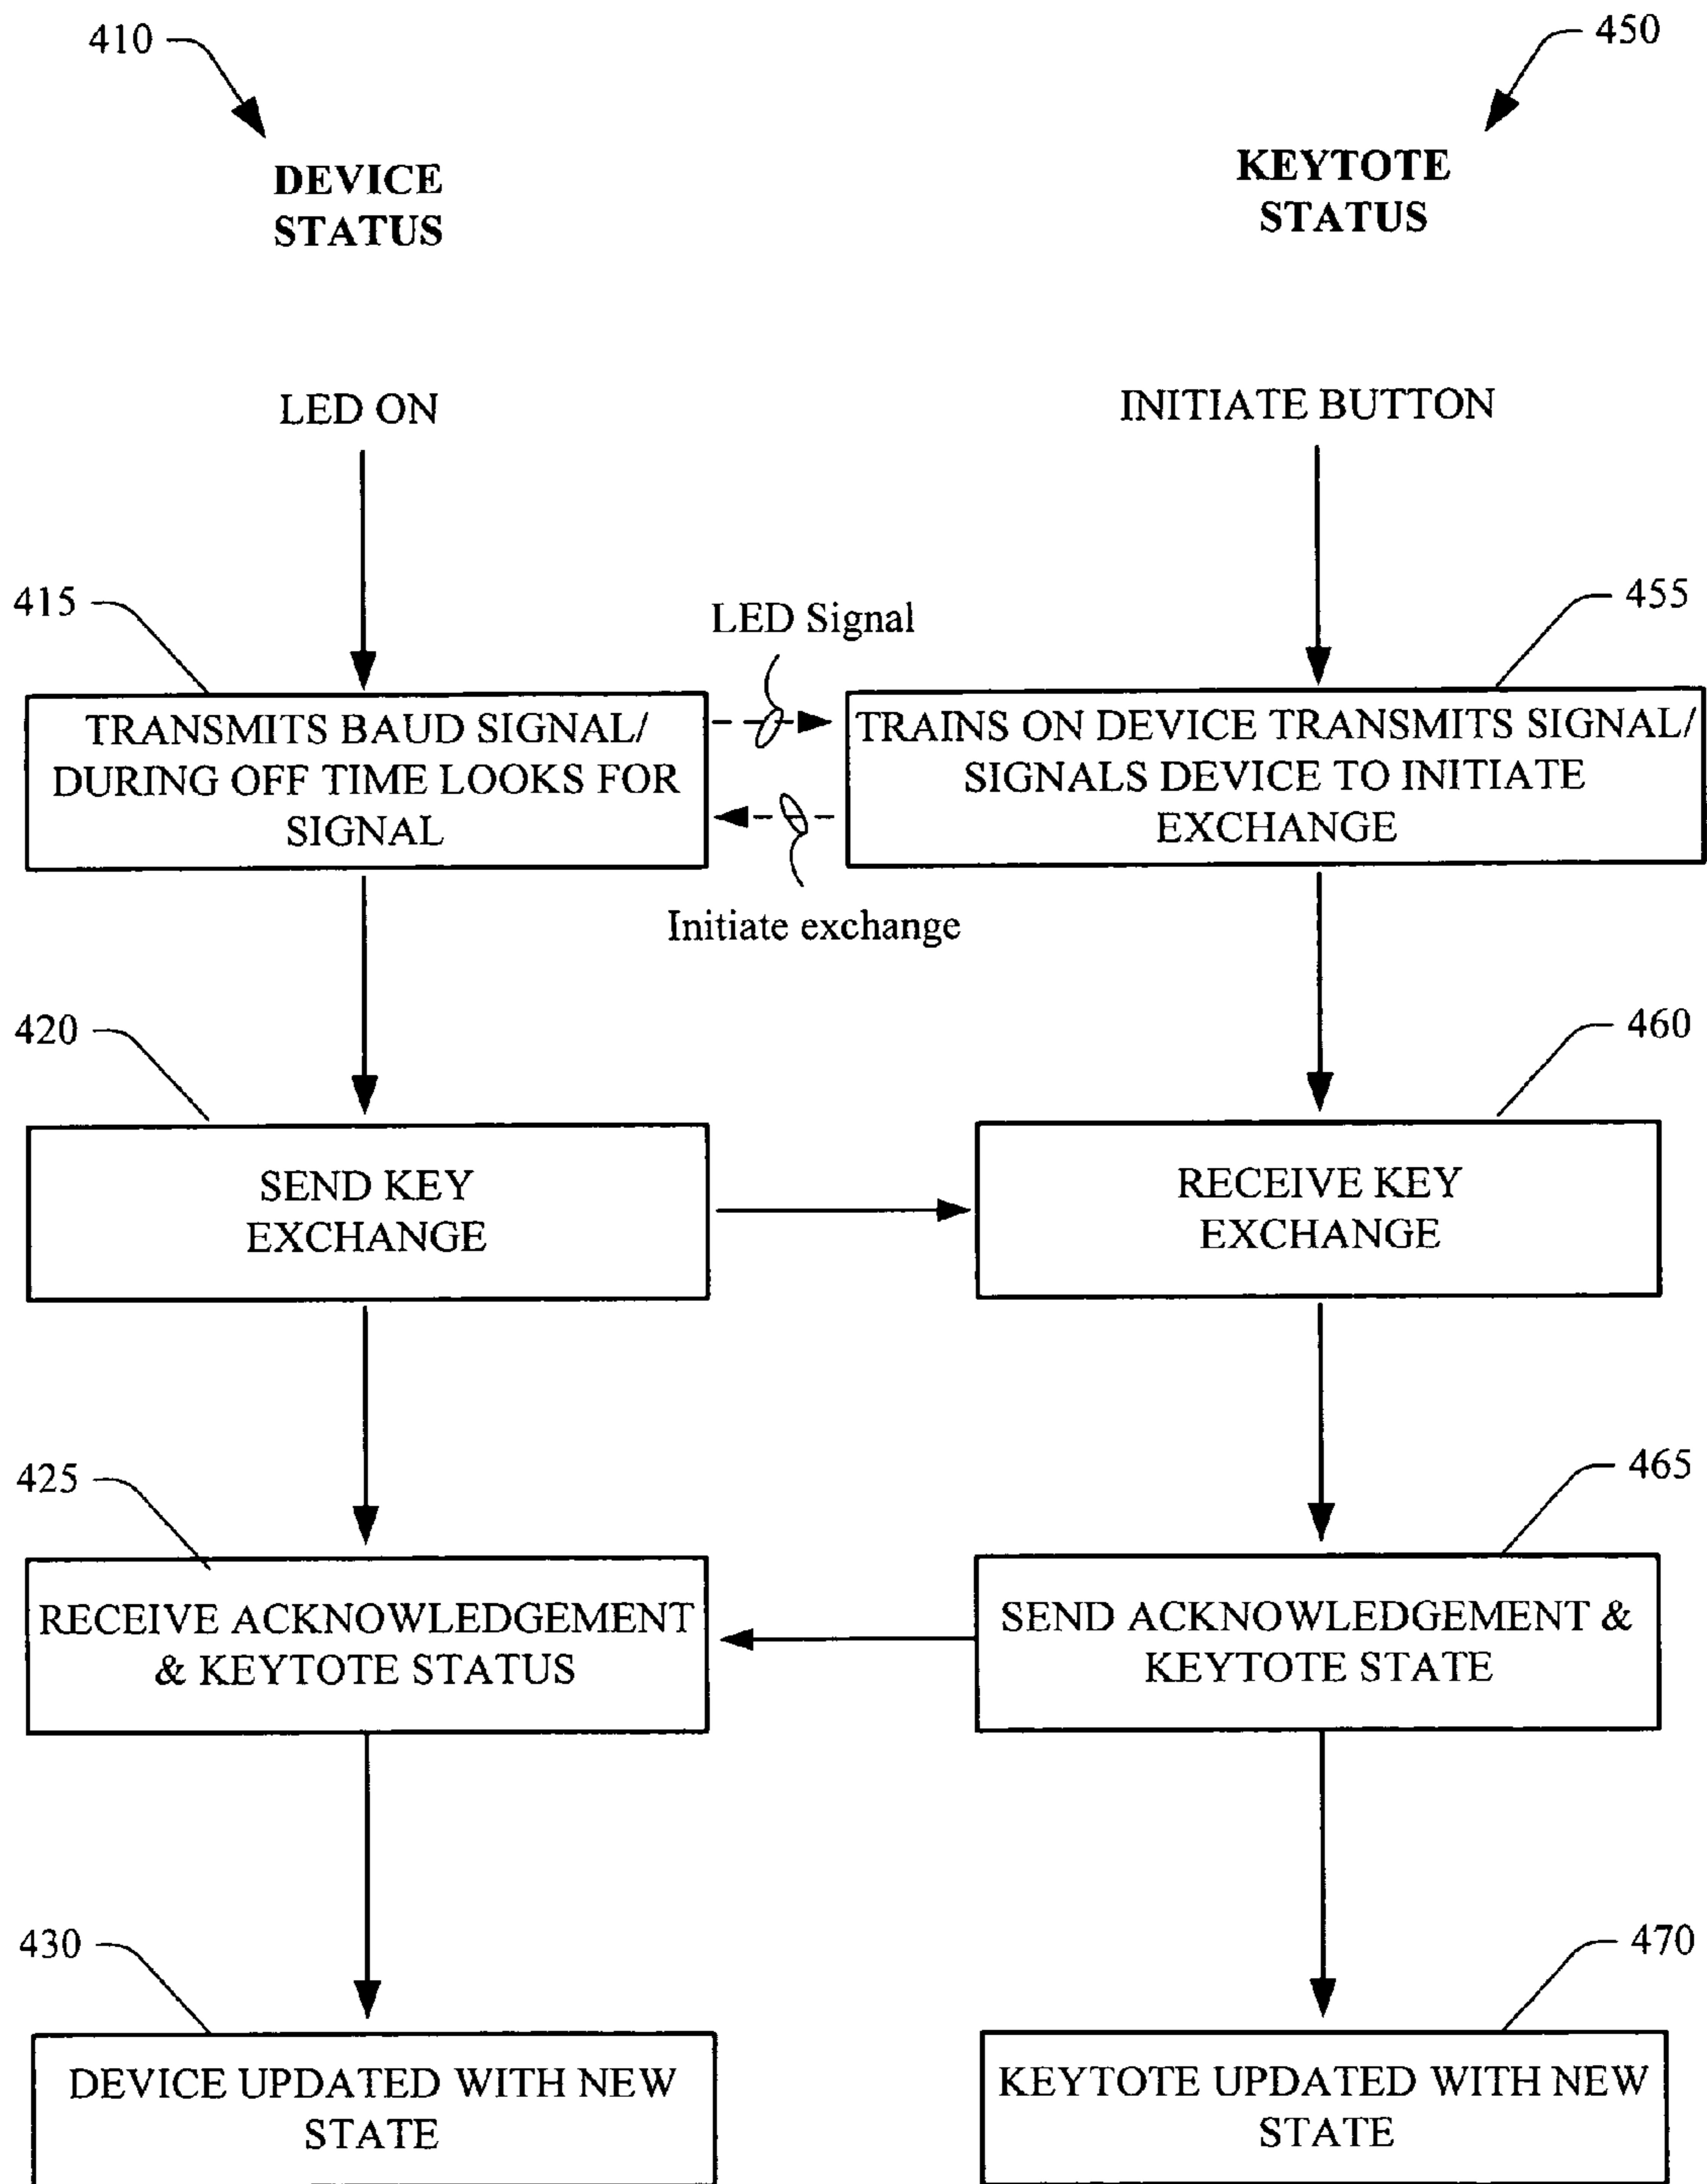 410
450
DEVICE
STATUS
KEYTOTE
STATUS
LED ON
INITIATE BUTTON
415
LED Signal
455
TRANSMITS BAUD SIGNAL/
DURING OFF TIME LOOKS FOR
SIGNAL
TRAINS ON DEVICE TRANSMITS SIGNAL/
SIGNALS DEVICE TO INITIATE
EXCHANGE
Initiate exchange
420
460
SEND KEY
EXCHANGE
RECEIVE KEY
EXCHANGE
425
465
RECEIVE ACKNOWLEDGEMENT
& KEYTOTE STATUS
SEND ACKNOWLEDGEMENT &
KEYTOTE STATE
430
470
DEVICE UPDATED WITH NEW
STATE
KEYTOTE UPDATED WITH NEW
STATE